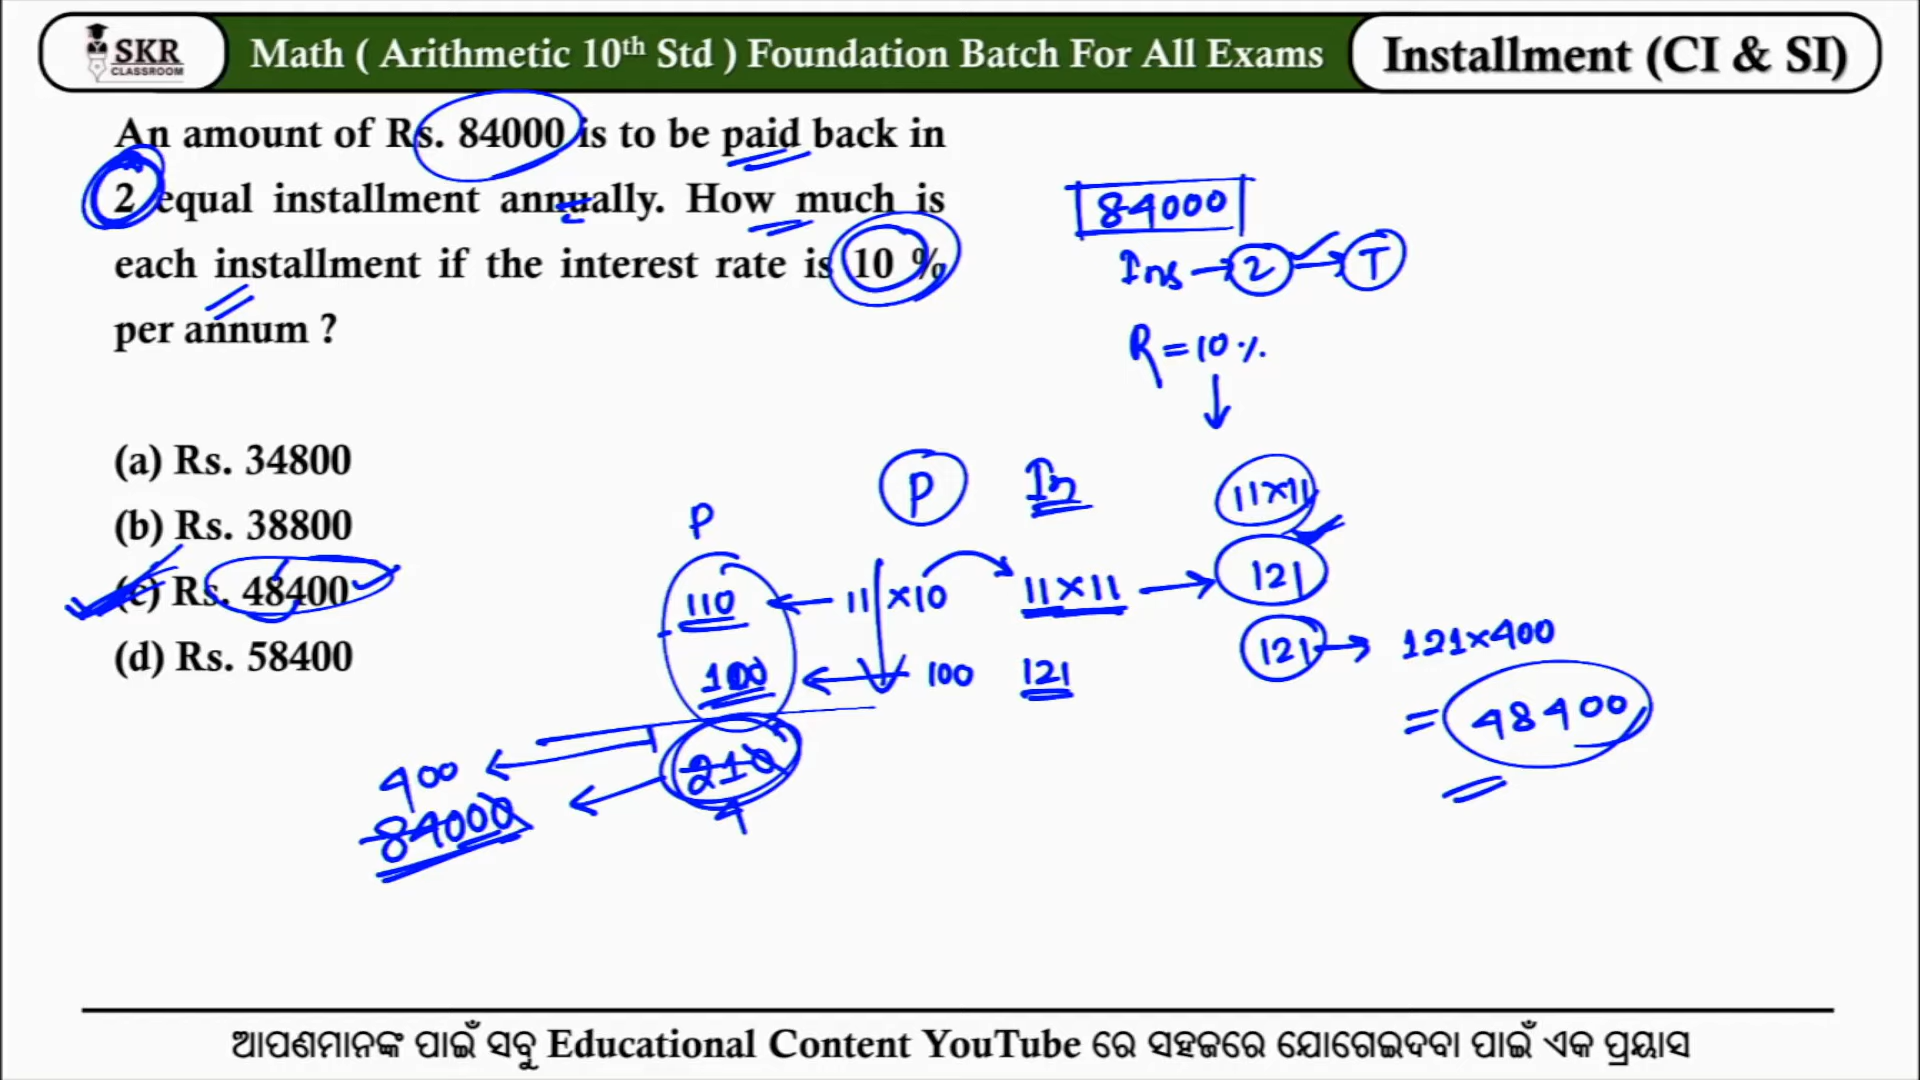 SKR
CLASSROOM
Math ( Arithmetic 10th Std ) Foundation Batch For All Exams
Installment (CI & SI)
An amount of Rs. 84000 is to be paid back in
2 equal installment annually. How much is
each installment if the interest rate is 10 %
per annum ?
84000
Ins → 2 → T
R = 10 %
(a) Rs. 34800
(b) Rs. 38800
(c) Rs. 48400
(d) Rs. 58400
P P In 11×11
110 ← 11 ×10 11×11 → 121
100 ← 100 121 121 → 121×400
= 48400
210
4
400
84000
ଆପଣମାନଙ୍କ ପାଇଁ ସବୁ Educational Content YouTube ରେ ସହଜରେ ଯୋଗେଇଦବା ପାଇଁ ଏକ ପ୍ରୟାସ